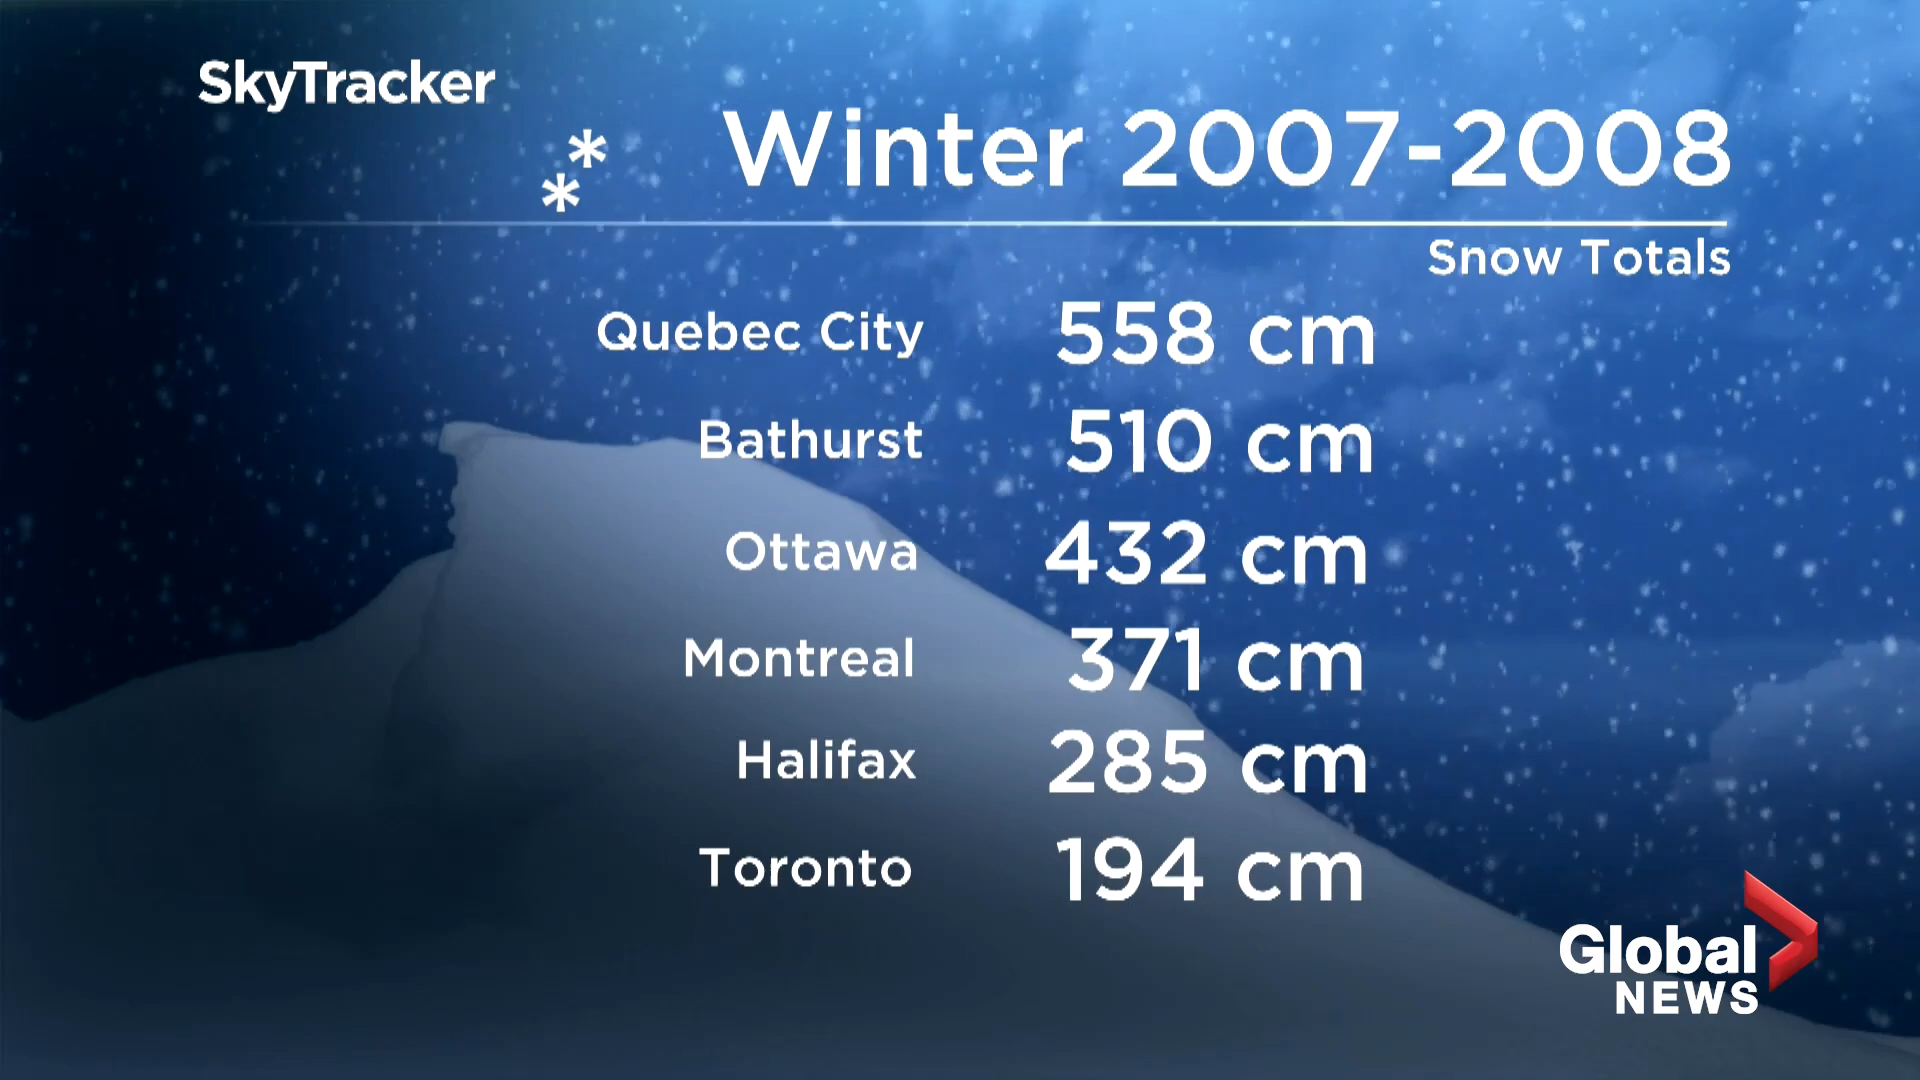 SkyTracker
**
Winter 2007-2008
Snow Totals
Quebec City 558 cm
Bathurst 510 cm
Ottawa 432 cm
Montreal 371 cm
Halifax 285 cm
Toronto 194 cm
Global
NEWS